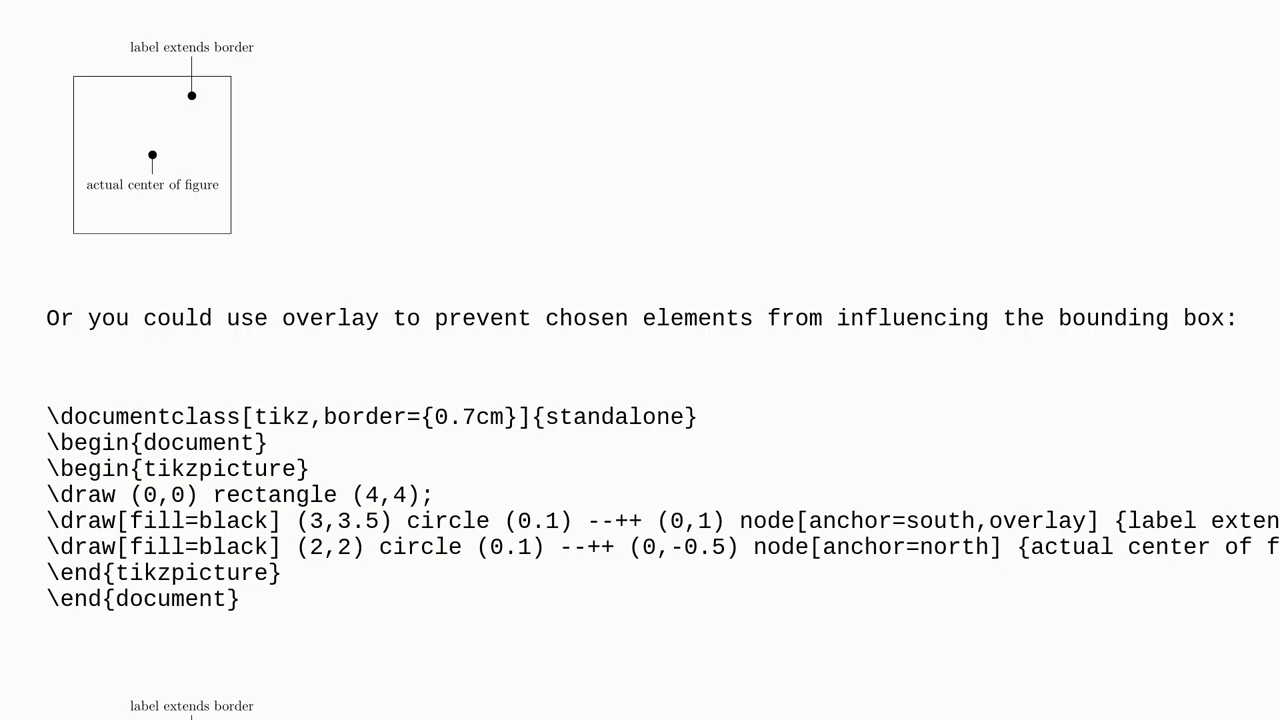 label extends border
actual center of figure
Or you could use overlay to prevent chosen elements from influencing the bounding box:
\documentclass[tikz,border={0.7cm}]{standalone}
\begin{document}
\begin{tikzpicture}
\draw (0,0) rectangle (4,4);
\draw[fill=black] (3,3.5) circle (0.1) --++ (0,1) node[anchor=south,overlay] {label exten
\draw[fill=black] (2,2) circle (0.1) --++ (0,-0.5) node[anchor=north] {actual center of f
\end{tikzpicture}
\end{document}
label extends border